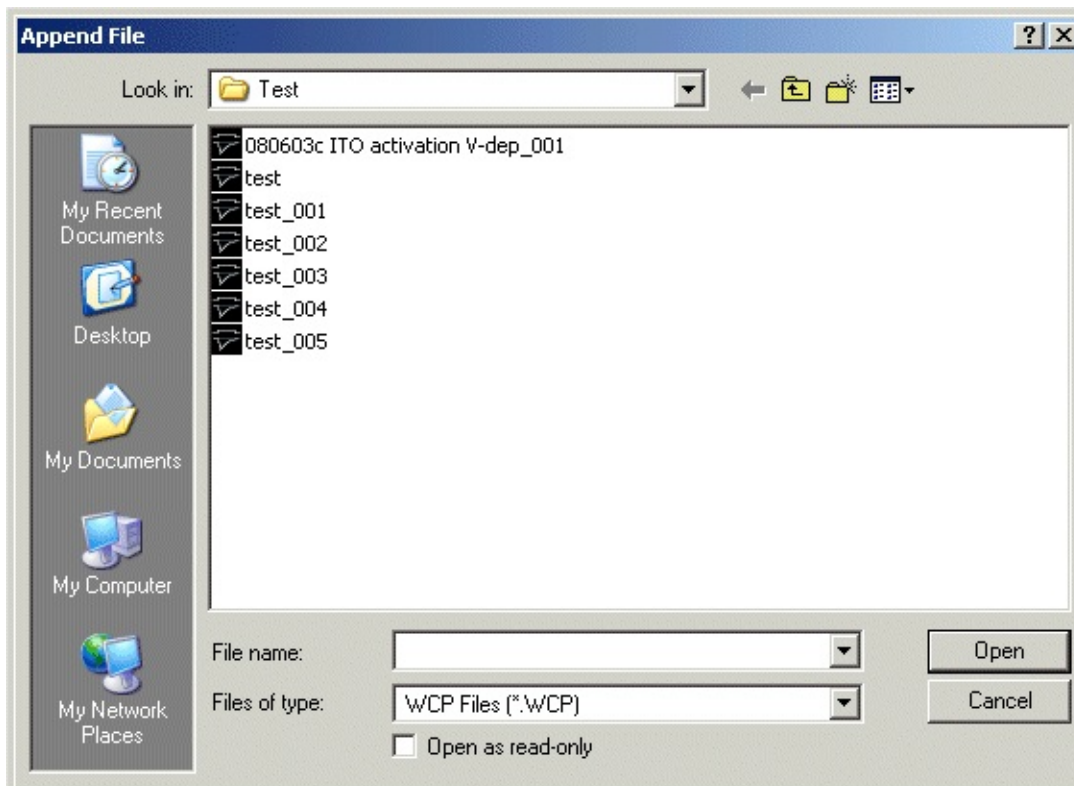 Append File
Look in: Test
My Recent Documents
Desktop
My Documents
My Computer
My Network Places
080603c ITO activation V-dep_001
test
test_001
test_002
test_003
test_004
test_005
File name:
Open
Files of type: WCP Files (*.WCP)
Cancel
Open as read-only